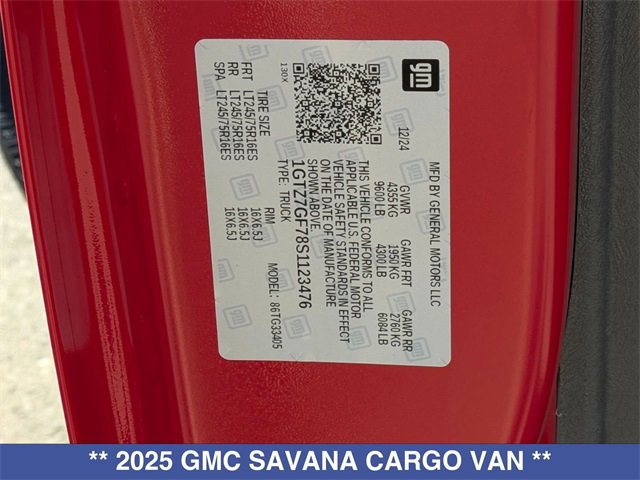 gm
MFD BY GENERAL MOTORS LLC
12/24
GVWR GAWR FRT GAWR RR
4355 KG 1950 KG 2760 KG
9600 LB 4300 LB 6084 LB
THIS VEHICLE CONFORMS TO ALL
APPLICABLE U.S. FEDERAL MOTOR
VEHICLE SAFETY STANDARDS IN EFFECT
ON THE DATE OF MANUFACTURE
SHOWN ABOVE.
1GTZ7GF78S1123476
TYPE: TRUCK
MODEL: 86TG33405
130X
TIRE SIZE RIM
FRT LT245/75R16ES 16X6.5J
RR LT245/75R16ES 16X6.5J
SPA LT245/75R16ES 16X6.5J
** 2025 GMC SAVANA CARGO VAN **